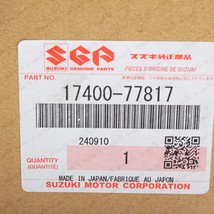 SGP スズキ純正部品
SUZUKI GENUINE PARTS PIÈCES D'ORIGINE DE SUZUKI
PART NO.
17400-77817
240910
QUANTITY
(QUANTITÉ) 1
MADE IN JAPAN/FABRIQUÉ AU JAPON
SUZUKI MOTOR CORPORATION